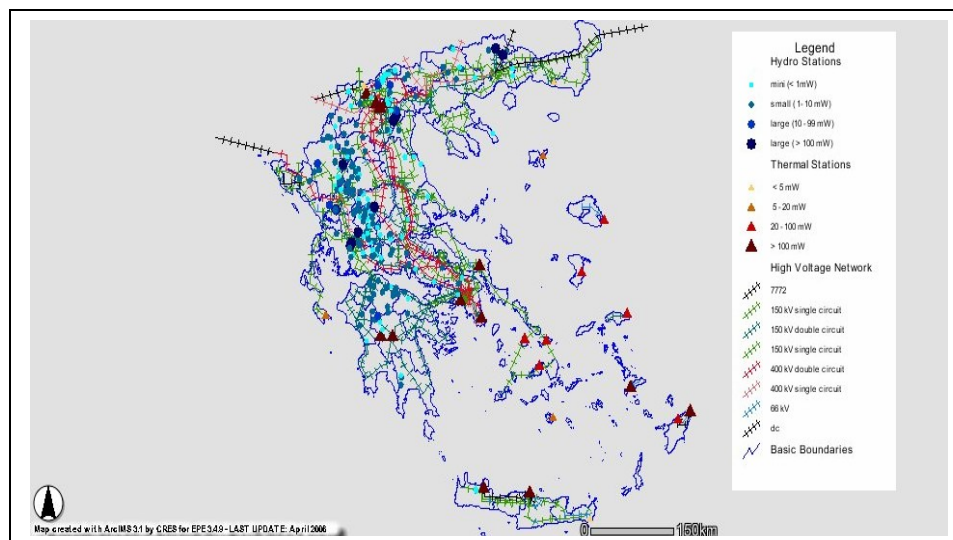 Legend
Hydro Stations
mini (< 1mW)
small (1- 10 mW)
large (10 - 99 mW)
large (> 100 mW)
Thermal Stations
< 5 mW
5 - 20 mW
20 - 100 mW
> 100 mW
High Voltage Network
7772
150 kV single circuit
150 kV double circuit
150 kV single circuit
400 kV double circuit
400 kV single circuit
66 kV
dc
Basic Boundaries
Map created with ArcIMS 3.1 by CRES for EPE 3.4.9 - LAST UPDATE: April 2006
0 150km